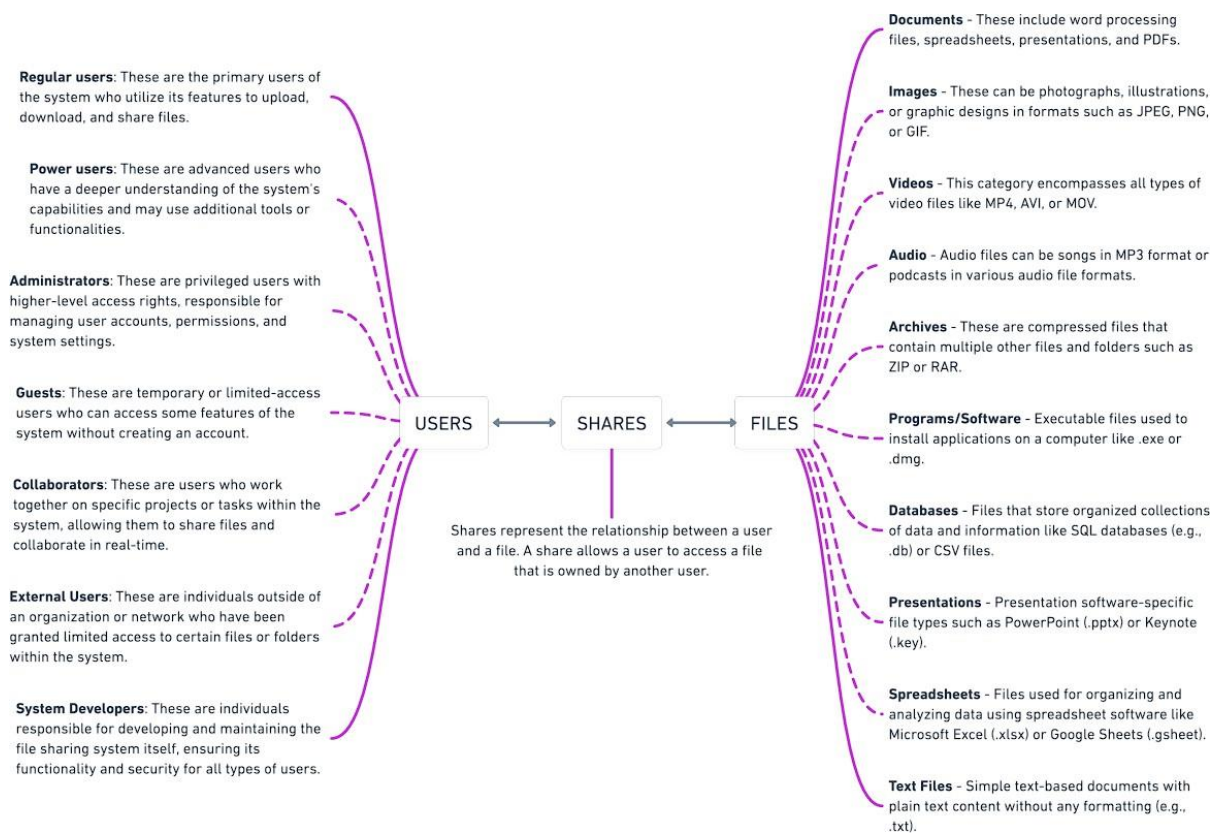 Regular users: These are the primary users of
the system who utilize its features to upload,
download, and share files.
Power users: These are advanced users who
have a deeper understanding of the system's
capabilities and may use additional tools or
functionalities.
Administrators: These are privileged users with
higher-level access rights, responsible for
managing user accounts, permissions, and
system settings.
Guests: These are temporary or limited-access
users who can access some features of the
system without creating an account.
Collaborators: These are users who work
together on specific projects or tasks within the
system, allowing them to share files and
collaborate in real-time.
External Users: These are individuals outside of
an organization or network who have been
granted limited access to certain files or folders
within the system.
System Developers: These are individuals
responsible for developing and maintaining the
file sharing system itself, ensuring its
functionality and security for all types of users.
USERS
SHARES
FILES
Shares represent the relationship between a user
and a file. A share allows a user to access a file
that is owned by another user.
Documents - These include word processing
files, spreadsheets, presentations, and PDFs.
Images - These can be photographs, illustrations,
or graphic designs in formats such as JPEG, PNG,
or GIF.
Videos - This category encompasses all types of
video files like MP4, AVI, or MOV.
Audio - Audio files can be songs in MP3 format or
podcasts in various audio file formats.
Archives - These are compressed files that
contain multiple other files and folders such as
ZIP or RAR.
Programs/Software - Executable files used to
install applications on a computer like .exe or
.dmg.
Databases - Files that store organized collections
of data and information like SQL databases (e.g.,
.db) or CSV files.
Presentations - Presentation software-specific
file types such as PowerPoint (.pptx) or Keynote
(.key).
Spreadsheets - Files used for organizing and
analyzing data using spreadsheet software like
Microsoft Excel (.xlsx) or Google Sheets (.gsheet).
Text Files - Simple text-based documents with
plain text content without any formatting (e.g.,
.txt).